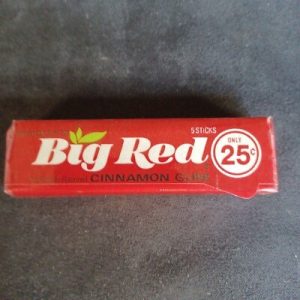 5 STICKS
Big Red
ONLY
25¢
CINNAMON GUM